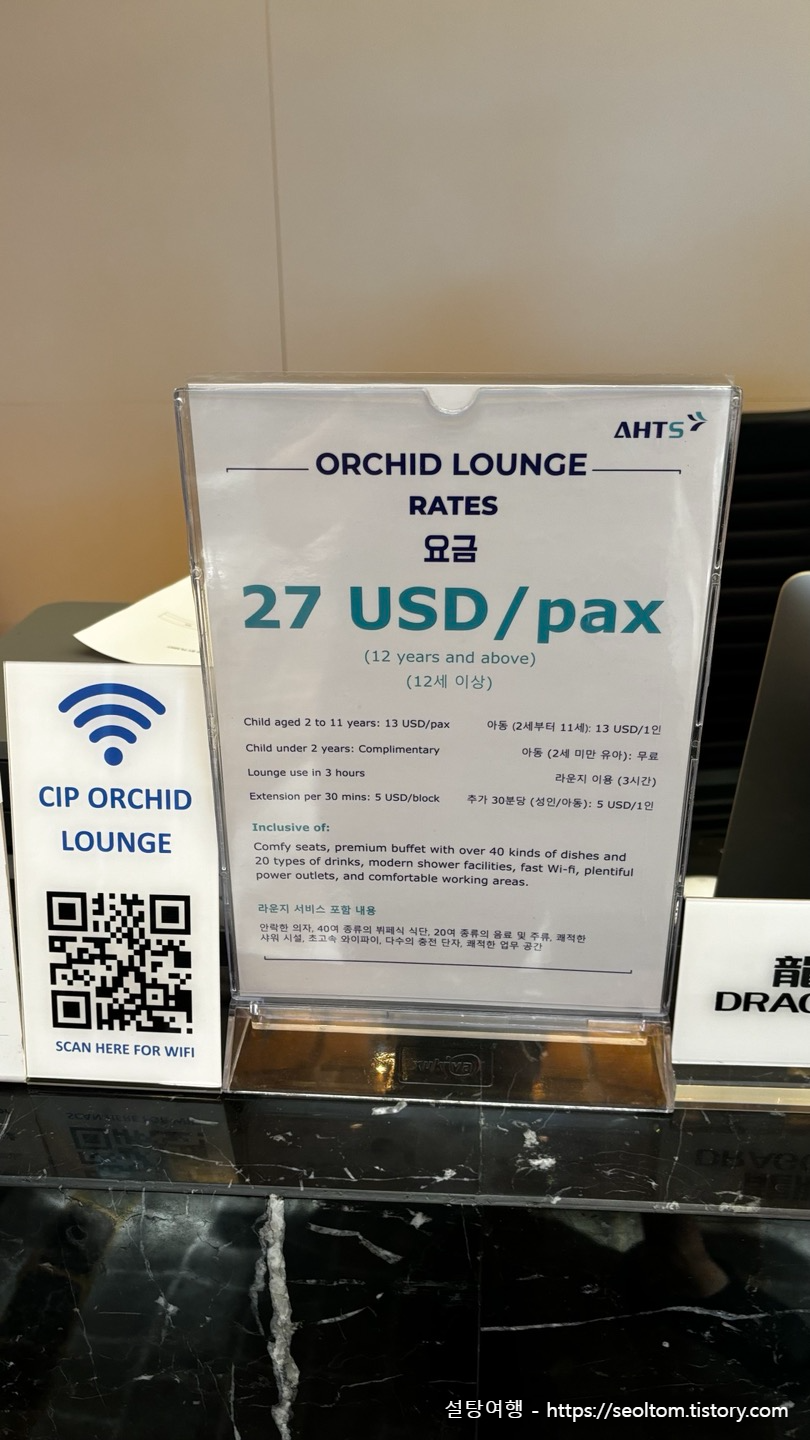 AHTS
ORCHID LOUNGE
RATES
요금
27 USD/pax
(12 years and above)
(12세 이상)
Child aged 2 to 11 years: 13 USD/pax
아동 (2세부터 11세): 13 USD/1인
Child under 2 years: Complimentary
아동 (2세 미만 유아): 무료
Lounge use in 3 hours
라운지 이용 (3시간)
Extension per 30 mins: 5 USD/block
추가 30분당 (성인/아동): 5 USD/1인
Inclusive of:
Comfy seats, premium buffet with over 40 kinds of dishes and
20 types of drinks, modern shower facilities, fast Wi-fi, plentiful
power outlets, and comfortable working areas.
라운지 서비스 포함 내용
안락한 의자, 40여 종류의 뷔페식 식단, 20여 종류의 음료 및 주류, 쾌적한
샤워 시설, 초고속 와이파이, 다수의 충전 단자, 쾌적한 업무 공간
CIP ORCHID
LOUNGE
SCAN HERE FOR WIFI
龍
DRAG
설탕여행 - https://seoltom.tistory.com